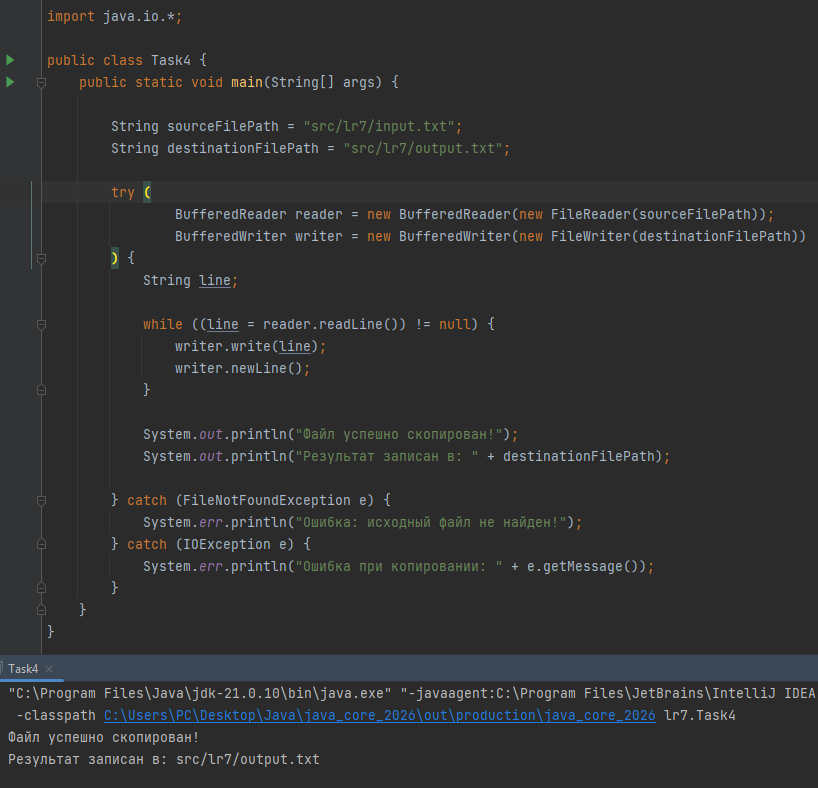 import java.io.*;
public class Task4 {
public static void main(String[] args) {
String sourceFilePath = "src/lr7/input.txt";
String destinationFilePath = "src/lr7/output.txt";
try (
BufferedReader reader = new BufferedReader(new FileReader(sourceFilePath));
BufferedWriter writer = new BufferedWriter(new FileWriter(destinationFilePath))
) {
String line;
while ((line = reader.readLine()) != null) {
writer.write(line);
writer.newLine();
}
System.out.println("Файл успешно скопирован!");
System.out.println("Результат записан в: " + destinationFilePath);
} catch (FileNotFoundException e) {
System.err.println("Ошибка: исходный файл не найден!");
} catch (IOException e) {
System.err.println("Ошибка при копировании: " + e.getMessage());
}
}
}
Task4
"C:\Program Files\Java\jdk-21.0.10\bin\java.exe" "-javaagent:C:\Program Files\JetBrains\IntelliJ IDEA
-classpath C:\Users\PC\Desktop\Java\java_core_2026\out\production\java_core_2026 lr7.Task4
Файл успешно скопирован!
Результат записан в: src/lr7/output.txt